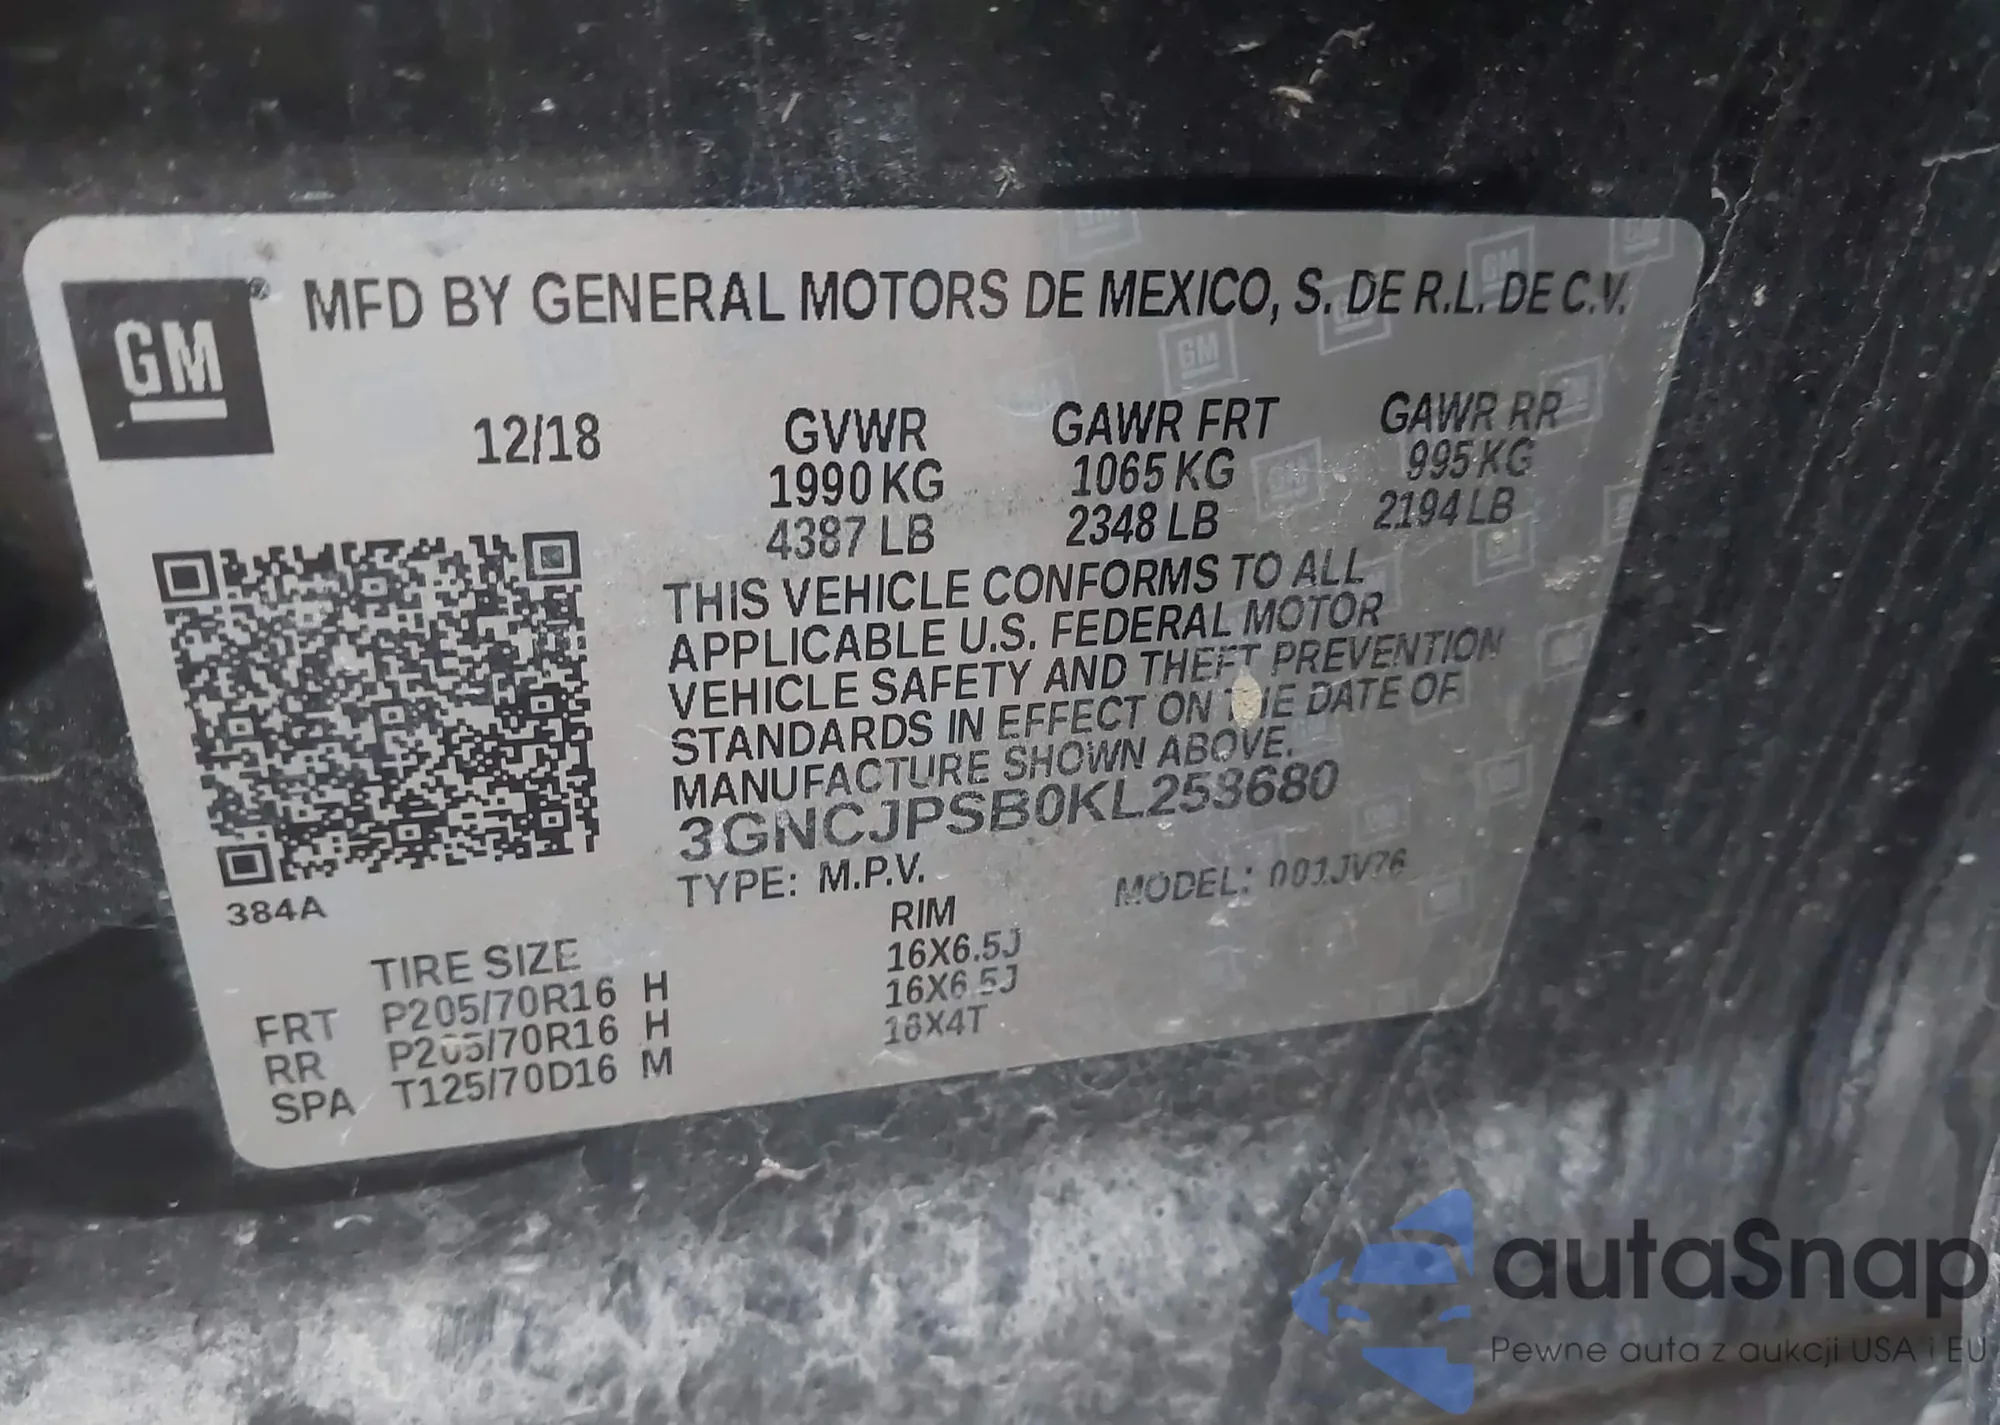 GM
®
MFD BY GENERAL MOTORS DE MEXICO, S. DE R.L. DE C.V.
12/18 GVWR GAWR FRT GAWR RR
1990 KG 1065 KG 995 KG
4387 LB 2348 LB 2194 LB
THIS VEHICLE CONFORMS TO ALL
APPLICABLE U.S. FEDERAL MOTOR
VEHICLE SAFETY AND THEFT PREVENTION
STANDARDS IN EFFECT ON THE DATE OF
MANUFACTURE SHOWN ABOVE.
3GNCJPSB0KL258680
TYPE: M.P.V. MODEL: 001JV76
384A
TIRE SIZE RIM
FRT P205/70R16 H 16X6.5J
RR P205/70R16 H 16X6.5J
SPA T125/70D16 M 16X4T
autaSnap
Pewne auta z aukcji USA i EU